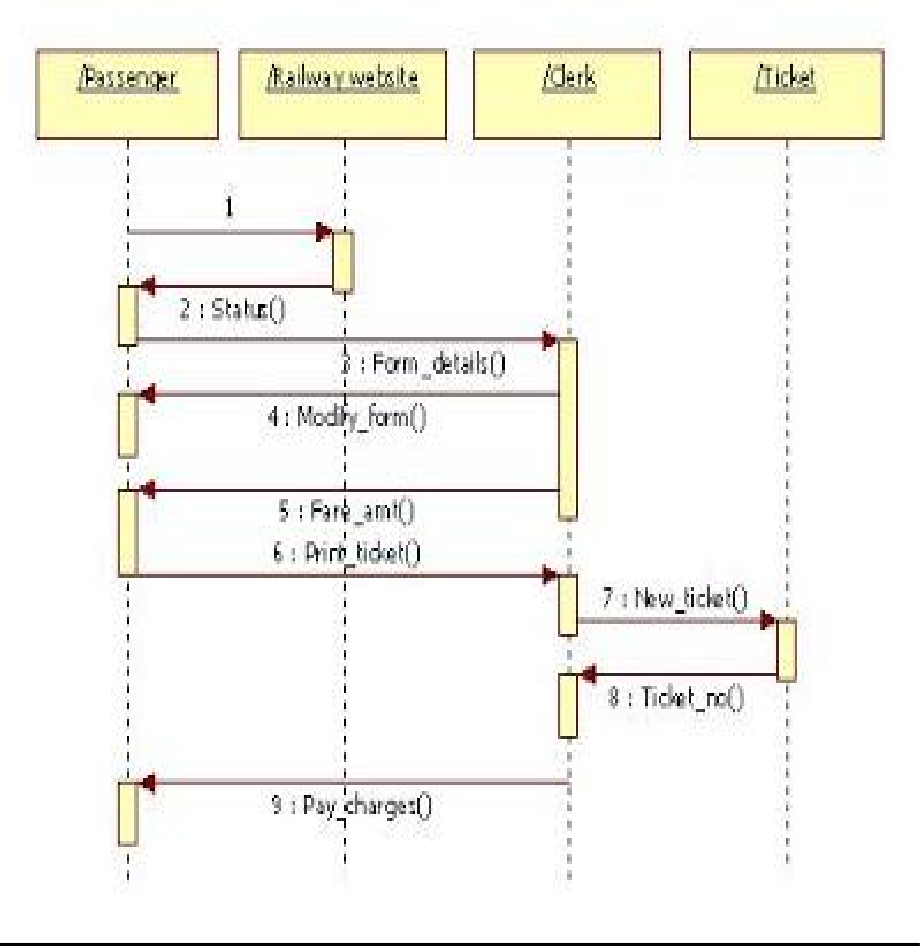 /Passenger
/Railway website
/Clerk
/Ticket
1
2 : Status()
3 : Form_details()
4 : Modify_form()
5 : Fare_amt()
6 : Print_ticket()
7 : New_ticket()
8 : Ticket_no()
9 : Pay_charges()